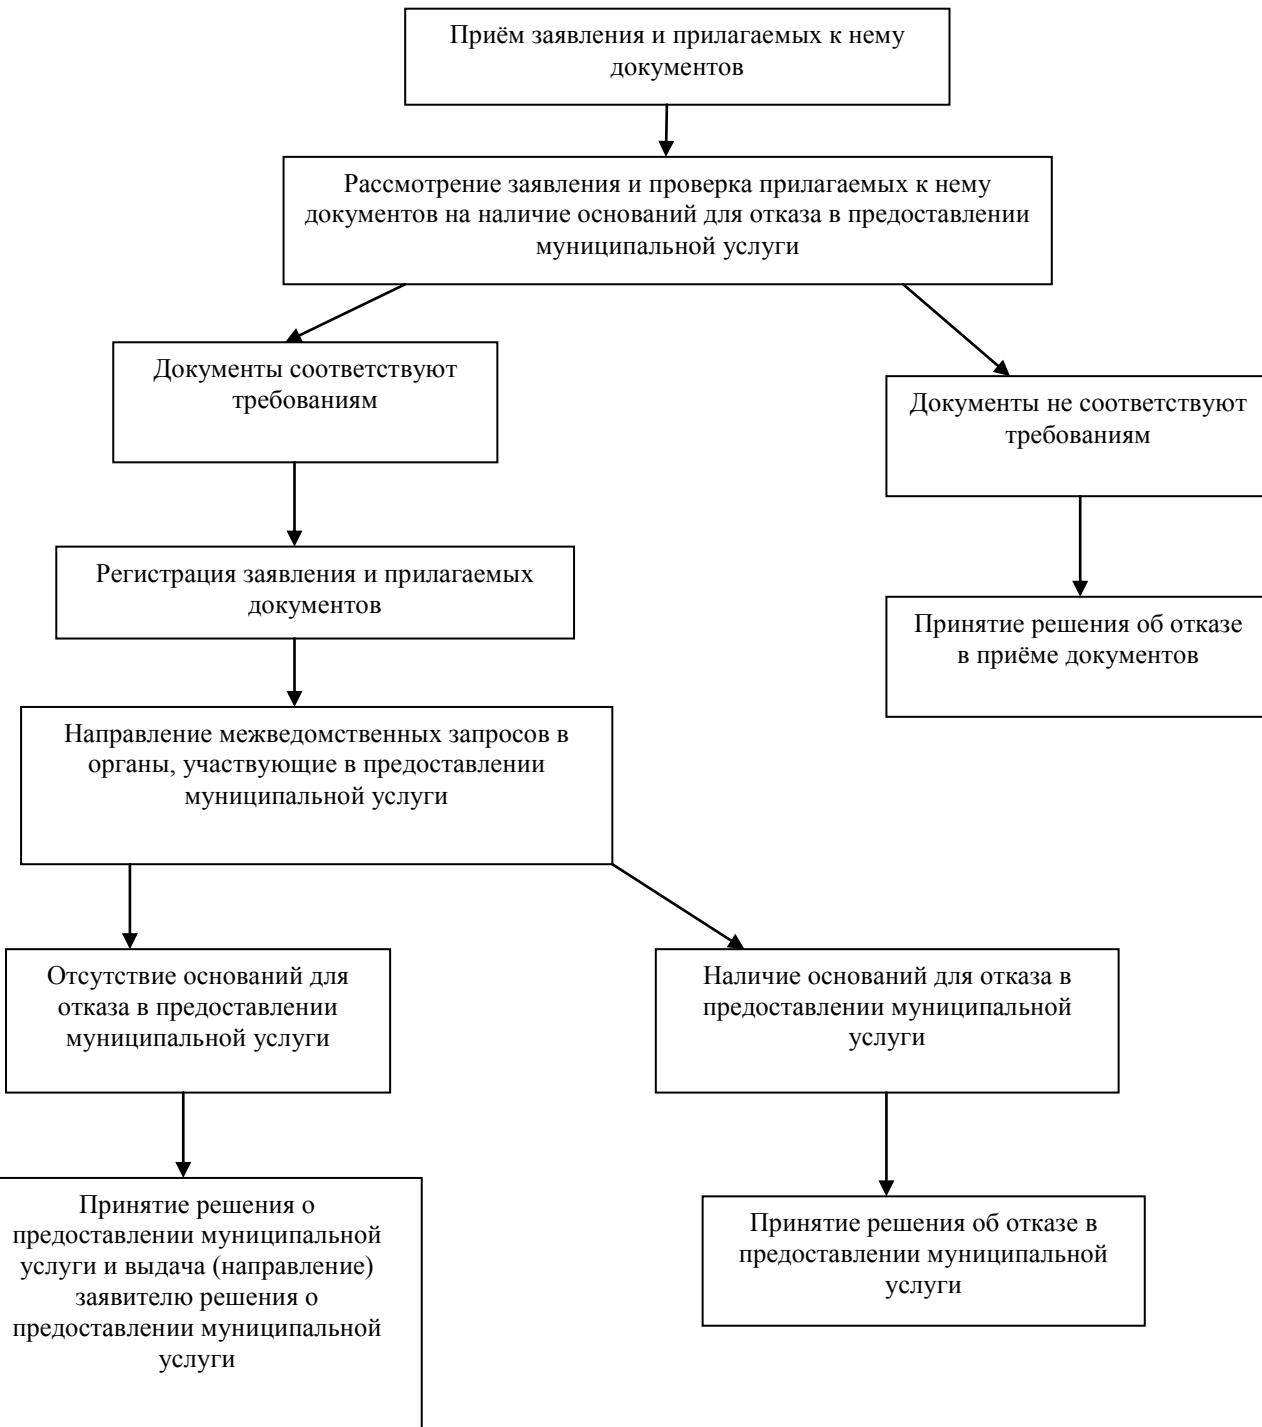 Приём заявления и прилагаемых к нему
документов
Рассмотрение заявления и проверка прилагаемых к нему
документов на наличие оснований для отказа в предоставлении
муниципальной услуги
Документы соответствуют
требованиям
Документы не соответствуют
требованиям
Регистрация заявления и прилагаемых
документов
Принятие решения об отказе
в приёме документов
Направление межведомственных запросов в
органы, участвующие в предоставлении
муниципальной услуги
Отсутствие оснований для
отказа в предоставлении
муниципальной услуги
Наличие оснований для отказа в
предоставлении муниципальной
услуги
Принятие решения о
предоставлении муниципальной
услуги и выдача (направление)
заявителю решения о
предоставлении муниципальной
услуги
Принятие решения об отказе в
предоставлении муниципальной
услуги